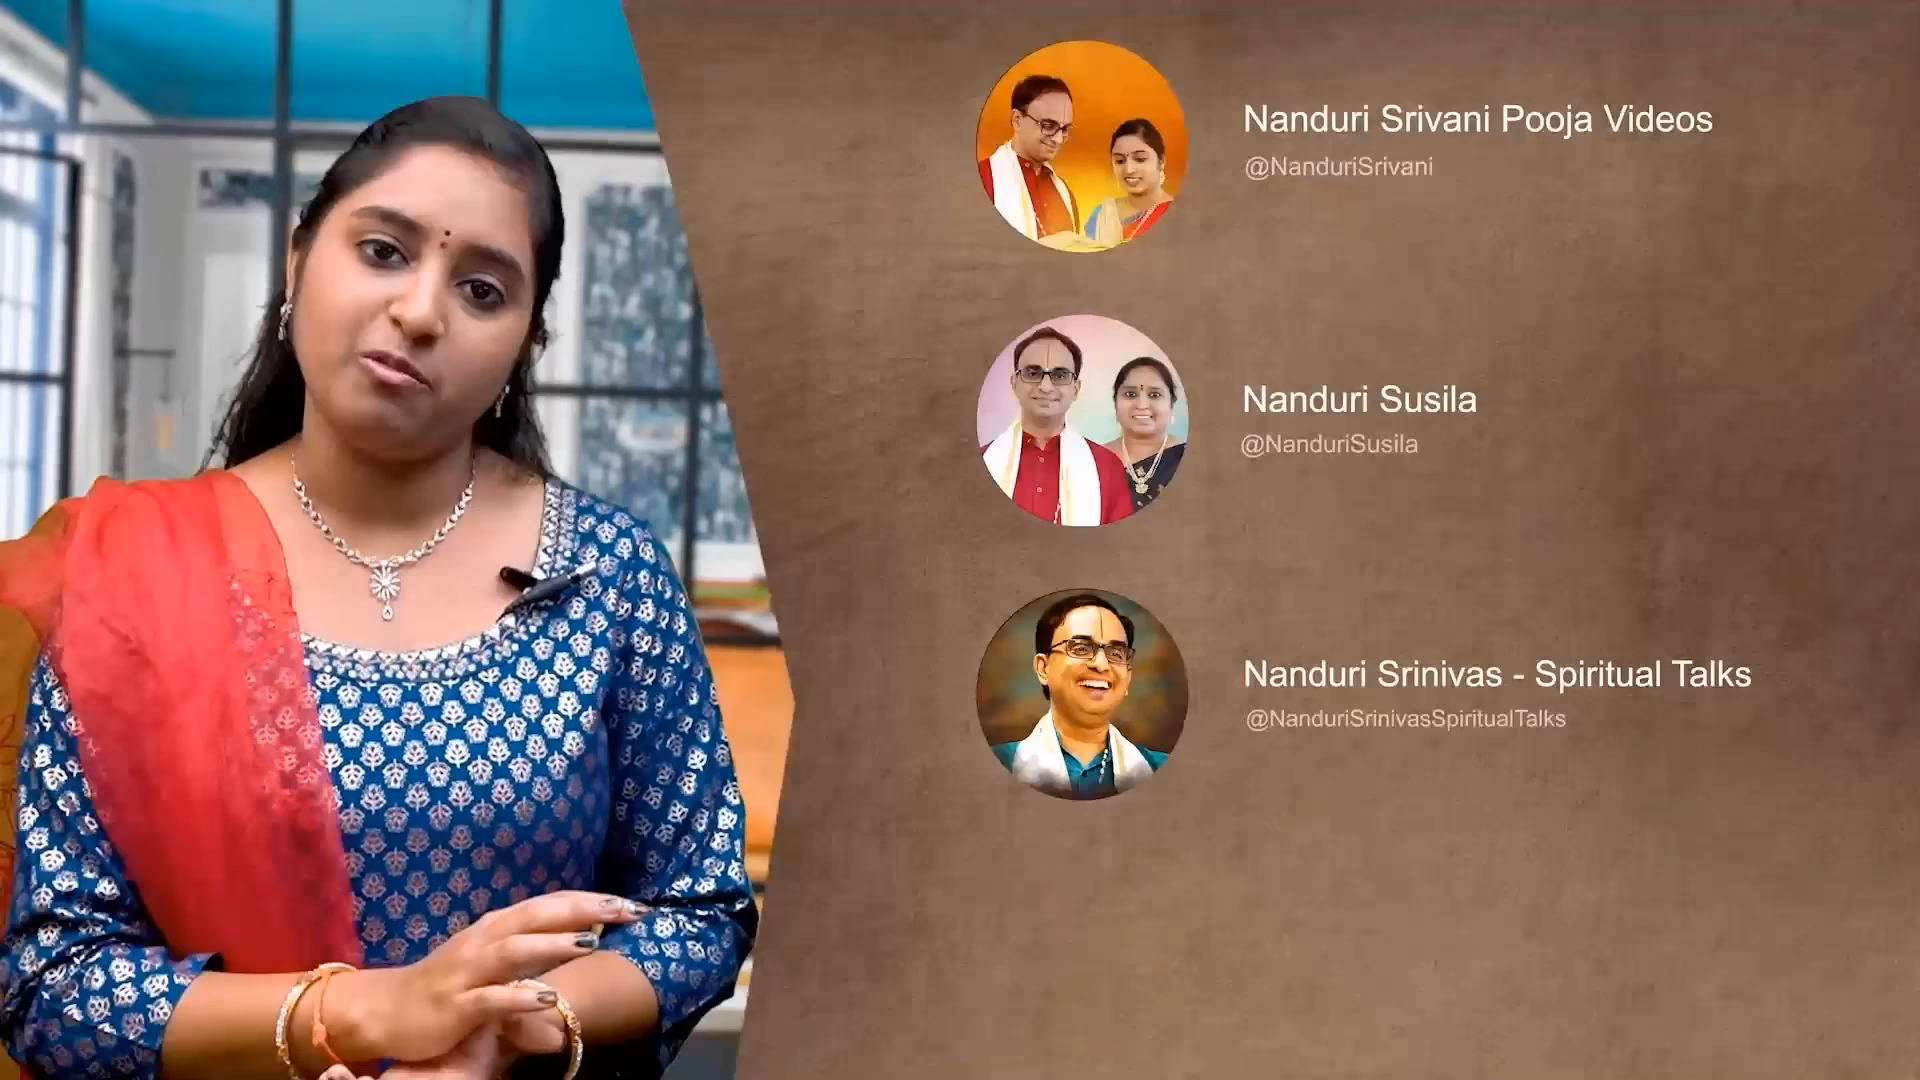 Nanduri Srivani Pooja Videos
@NanduriSrivani
Nanduri Susila
@NanduriSusila
Nanduri Srinivas - Spiritual Talks
@NanduriSrinivasSpiritualTalks